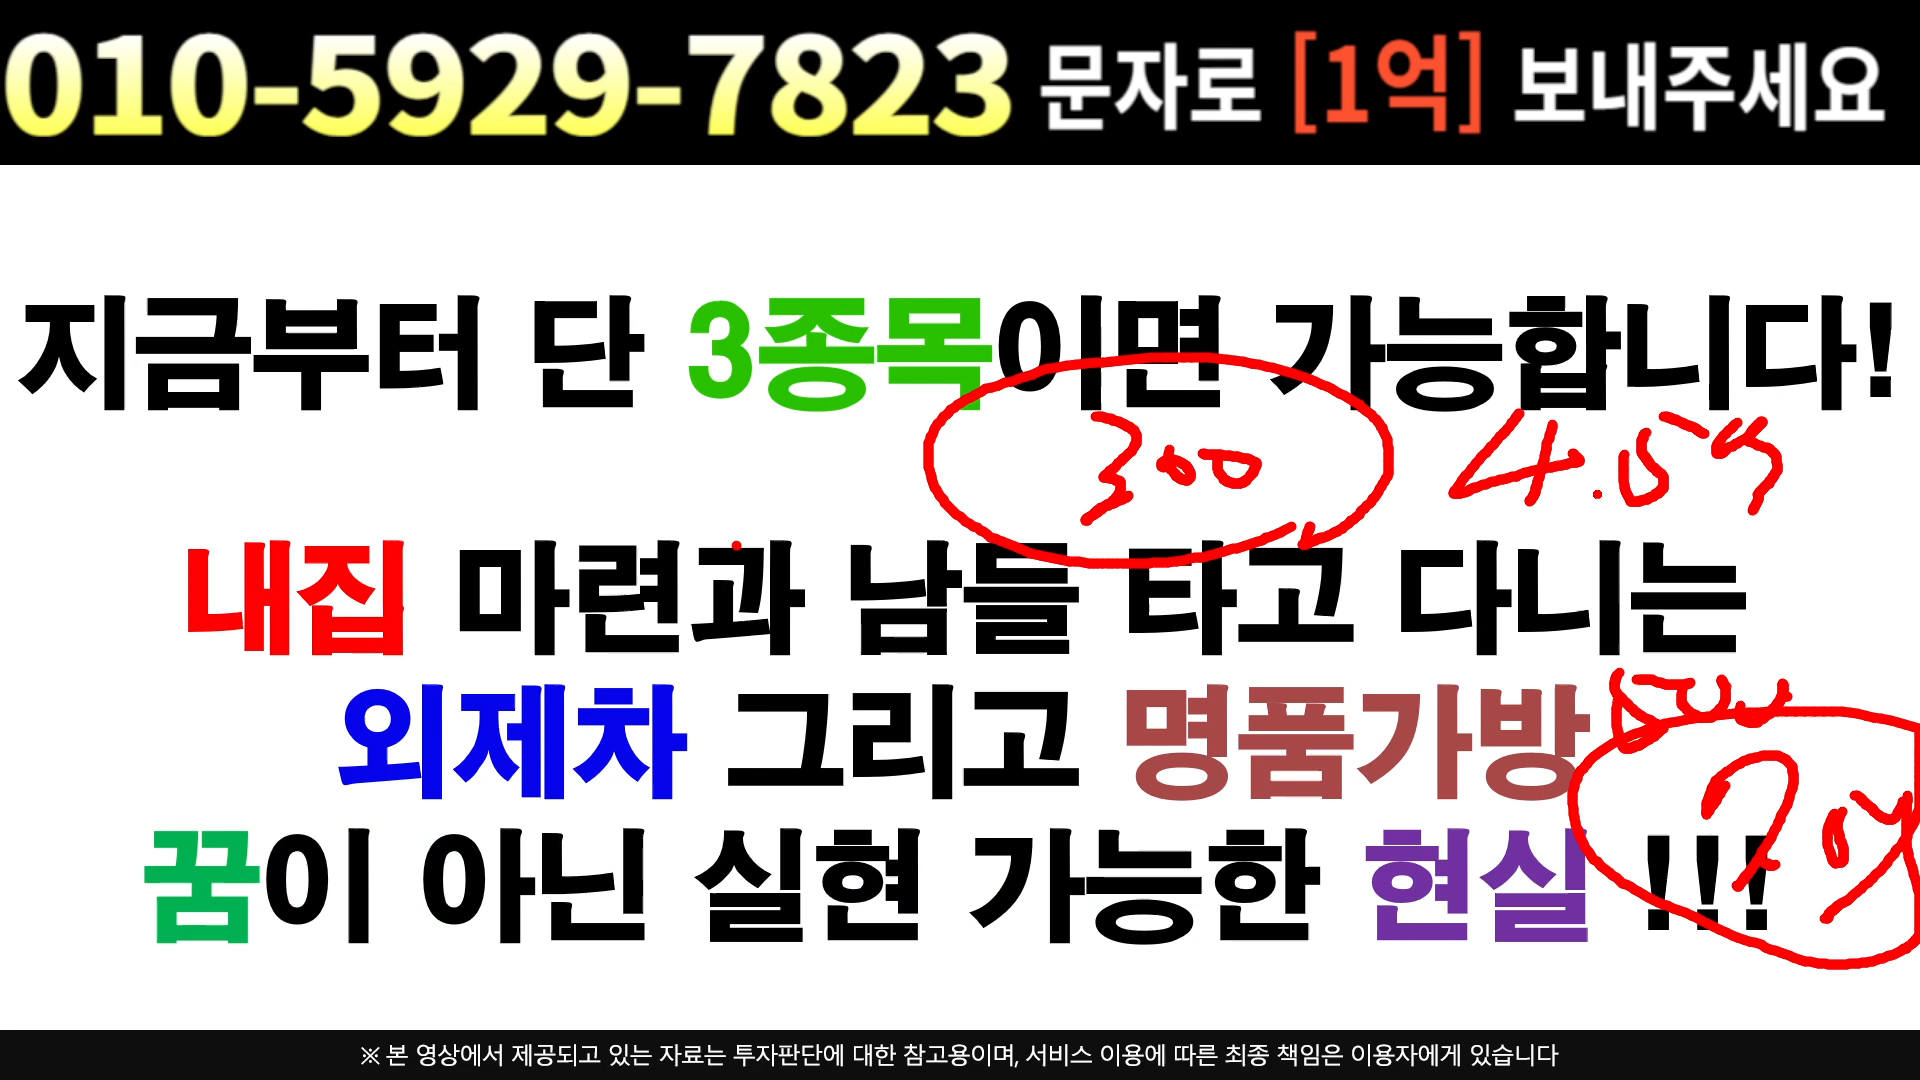 010-5929-7823 문자로 [1억] 보내주세요
지금부터 단 3종목이면 가능합니다!
300 4.5억
내집 마련과 남들 타고 다니는
외제차 그리고 명품가방
500
꿈이 아닌 실현 가능한 현실 !!!
※ 본 영상에서 제공되고 있는 자료는 투자판단에 대한 참고용이며, 서비스 이용에 따른 최종 책임은 이용자에게 있습니다